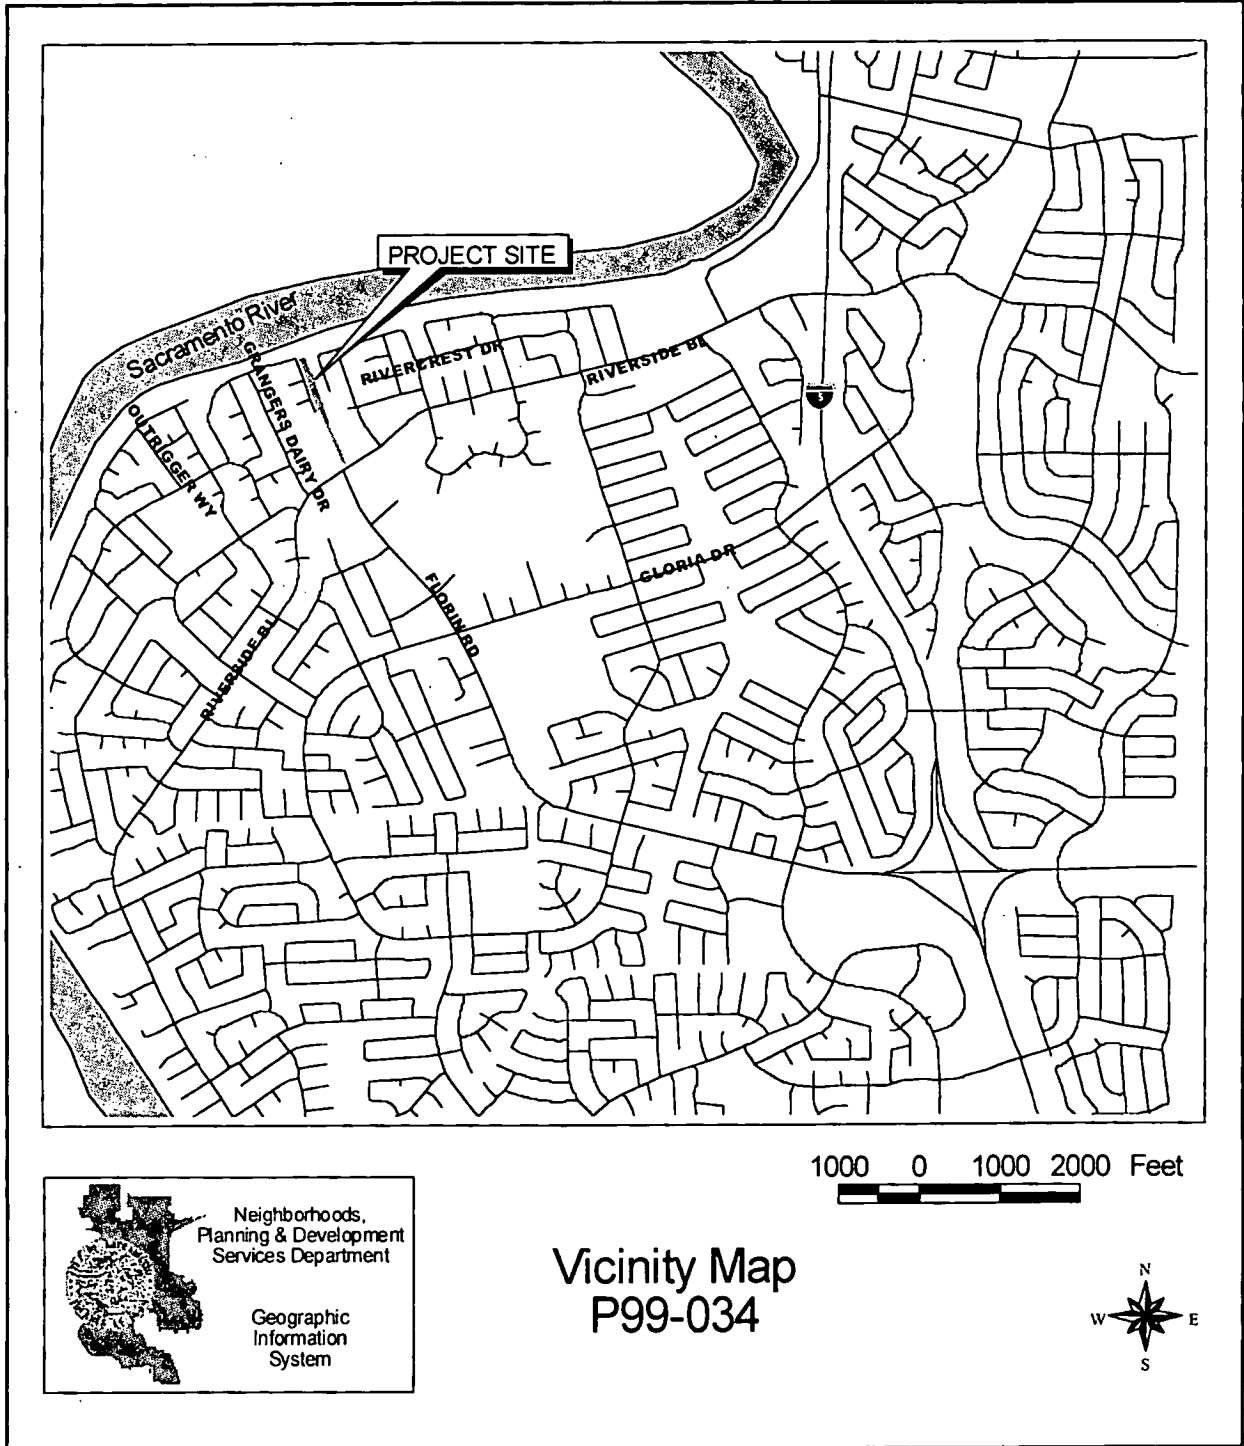 PROJECT SITE
Sacramento River
GRANGERS DAIRY DR
RIVERCREST DR
RIVERSIDE BL
OUTRIGGER WY
5
GLORIA DR
FLORIN RD
RIVERSIDE BL
1000 0 1000 2000 Feet
Neighborhoods,
Planning & Development
Services Department
Geographic
Information
System
Vicinity Map
P99-034
N
W E
S